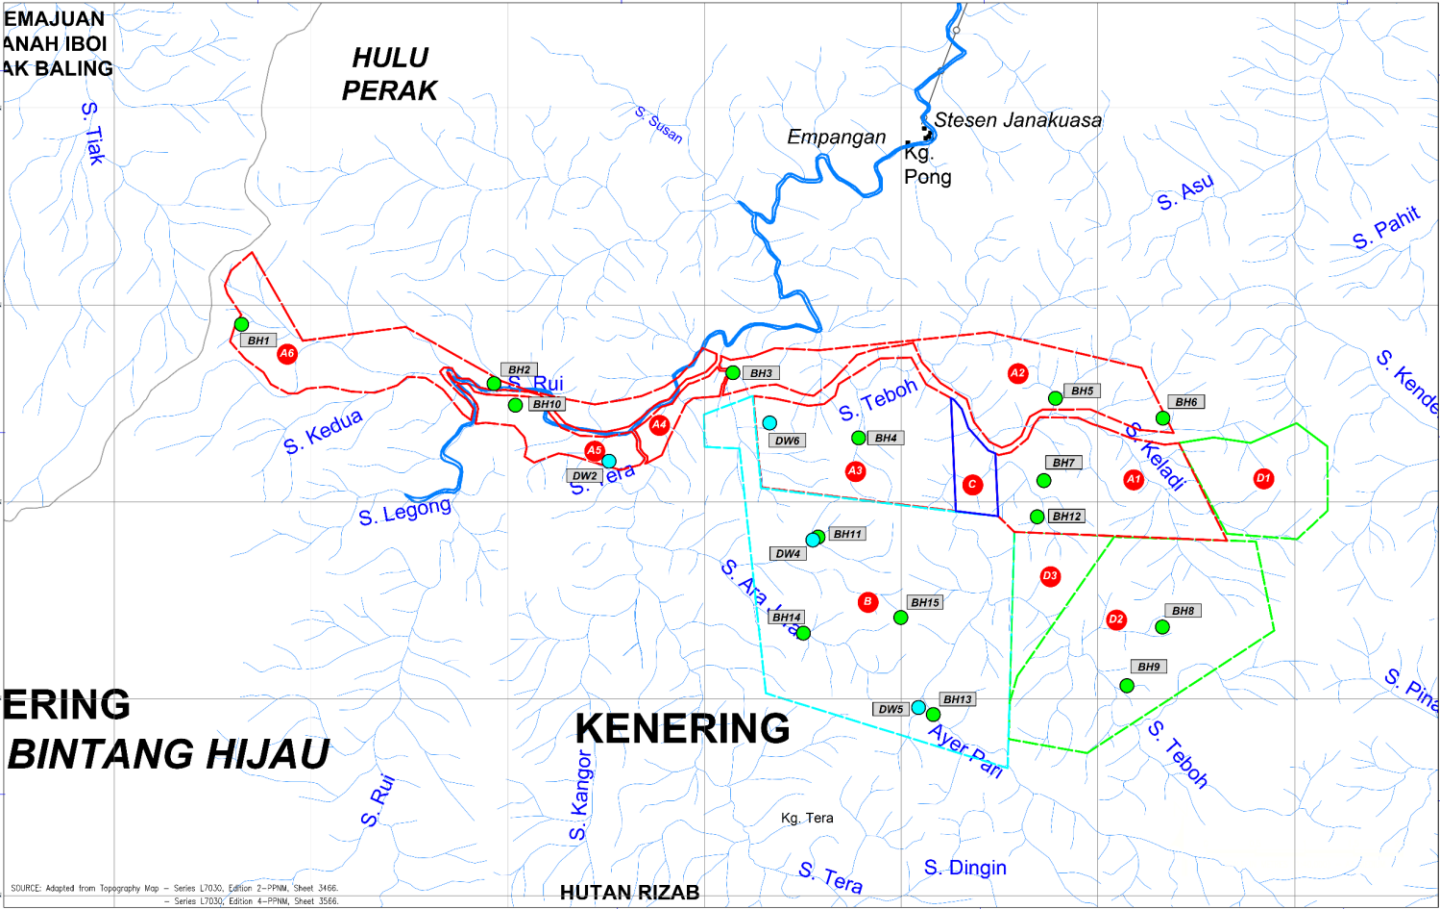 EMAJUAN
ANAH IBOI
AK BALING
HULU
PERAK
S. Tiak
S. Susan
Empangan
Stesen Janakuasa
Kg.
Pong
S. Asu
S. Pahit
BH1
A6
BH2
S. Rui
BH10
BH3
A2
BH5
BH6
S. Kende
S. Teboh
S. Kedua
A4
A5
DW2
S. Tera
DW6
BH4
A3
C
BH7
S. Keladi
A1
D1
S. Legong
BH12
BH11
DW4
S. Ara
D3
B
BH15
BH14
D2
BH8
BH9
S. Pina
DW5
BH13
Ayer Pari
S. Teboh
ERING
BINTANG HIJAU
KENERING
S. Rui
S. Kangor
Kg. Tera
S. Tera
S. Dingin
HUTAN RIZAB
SOURCE: Adapted from Topography Map – Series L7030, Edition 2–PPNM, Sheet 3466.
– Series L7030, Edition 4–PPNM, Sheet 3566.